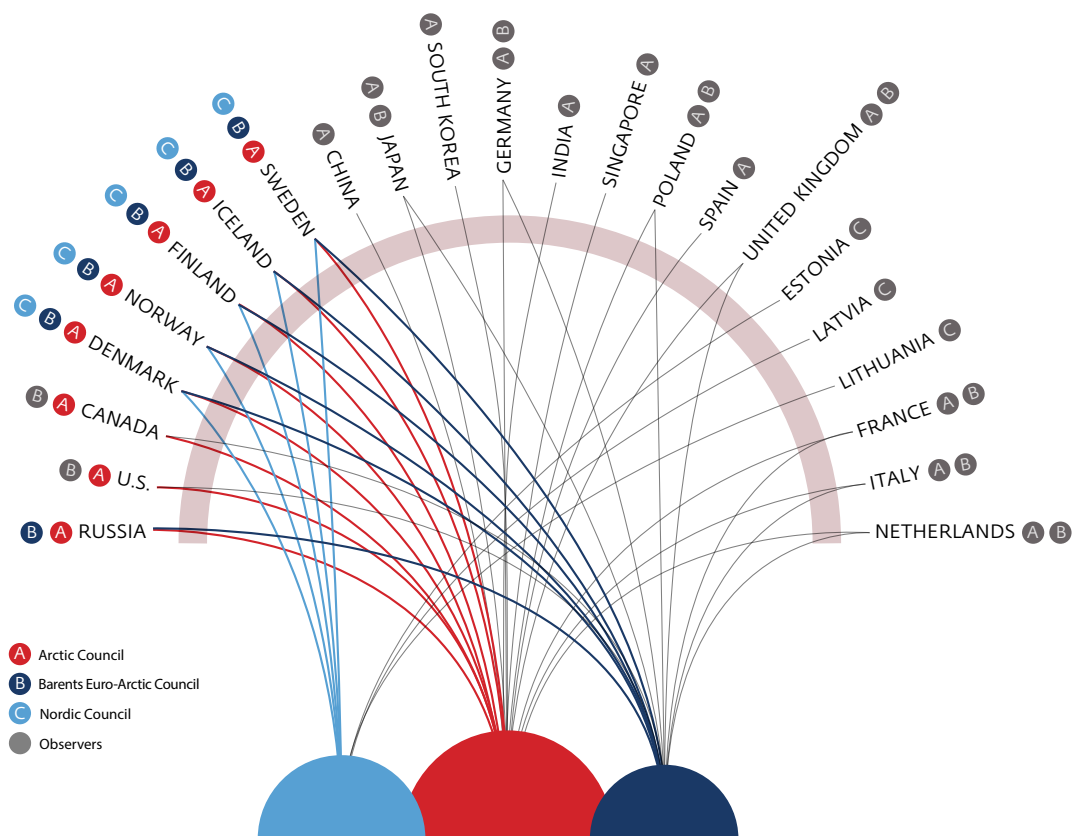 B A RUSSIA
B A U.S.
B A CANADA
C B A DENMARK
C B A NORWAY
C B A FINLAND
C B A ICELAND
C B A SWEDEN
A CHINA
A B JAPAN
A SOUTH KOREA
GERMANY A B
INDIA A
SINGAPORE A
POLAND A B
SPAIN A
UNITED KINGDOM A B
ESTONIA C
LATVIA C
LITHUANIA C
FRANCE A B
ITALY A B
NETHERLANDS A B
A Arctic Council
B Barents Euro-Arctic Council
C Nordic Council
Observers